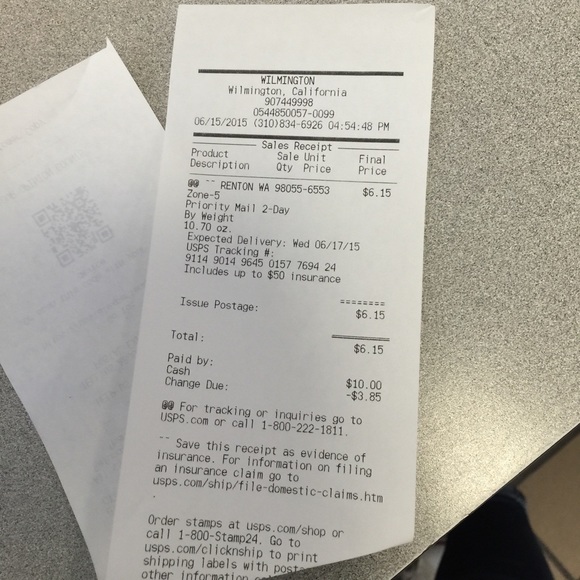 WILMINGTON
Wilmington, California
907449998
0544850057-0099
06/15/2015 (310)834-6926 04:54:48 PM
Sales Receipt
Product Sale Unit Final
Description Qty Price Price
@@ ~~ RENTON WA 98055-6553 $6.15
Zone-5
Priority Mail 2-Day
By Weight
10.70 oz.
Expected Delivery: Wed 06/17/15
USPS Tracking #:
9114 9014 9645 0157 7694 24
Includes up to $50 insurance
========
Issue Postage: $6.15
Total: $6.15
Paid by:
Cash $10.00
Change Due: -$3.85
@@ For tracking or inquiries go to
USPS.com or call 1-800-222-1811.
~~ Save this receipt as evidence of
insurance. For information on filing
an insurance claim go to
usps.com/ship/file-domestic-claims.htm
.
Order stamps at usps.com/shop or
call 1-800-Stamp24. Go to
usps.com/clicknship to print
shipping labels with
other information